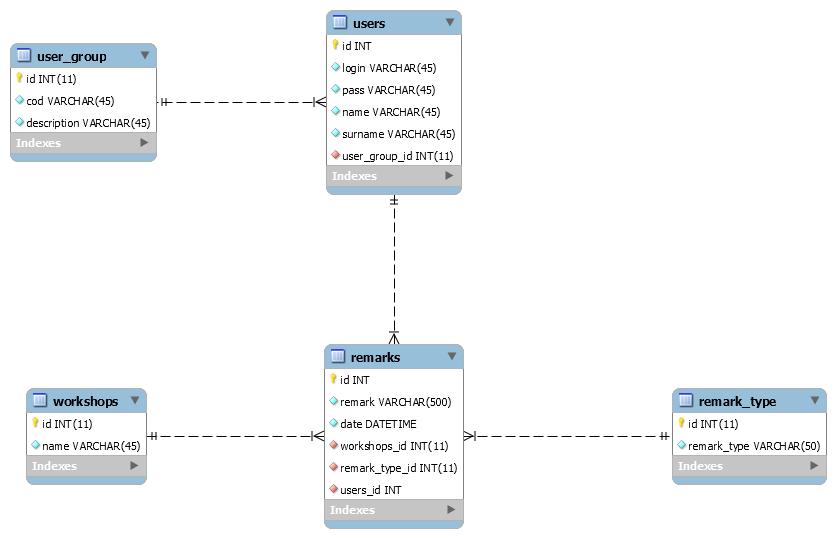 users
id INT
login VARCHAR(45)
pass VARCHAR(45)
name VARCHAR(45)
surname VARCHAR(45)
user_group_id INT(11)
Indexes
user_group
id INT(11)
cod VARCHAR(45)
description VARCHAR(45)
Indexes
remarks
id INT
remark VARCHAR(500)
date DATETIME
workshops_id INT(11)
remark_type_id INT(11)
users_id INT
Indexes
workshops
id INT(11)
name VARCHAR(45)
Indexes
remark_type
id INT(11)
remark_type VARCHAR(50)
Indexes